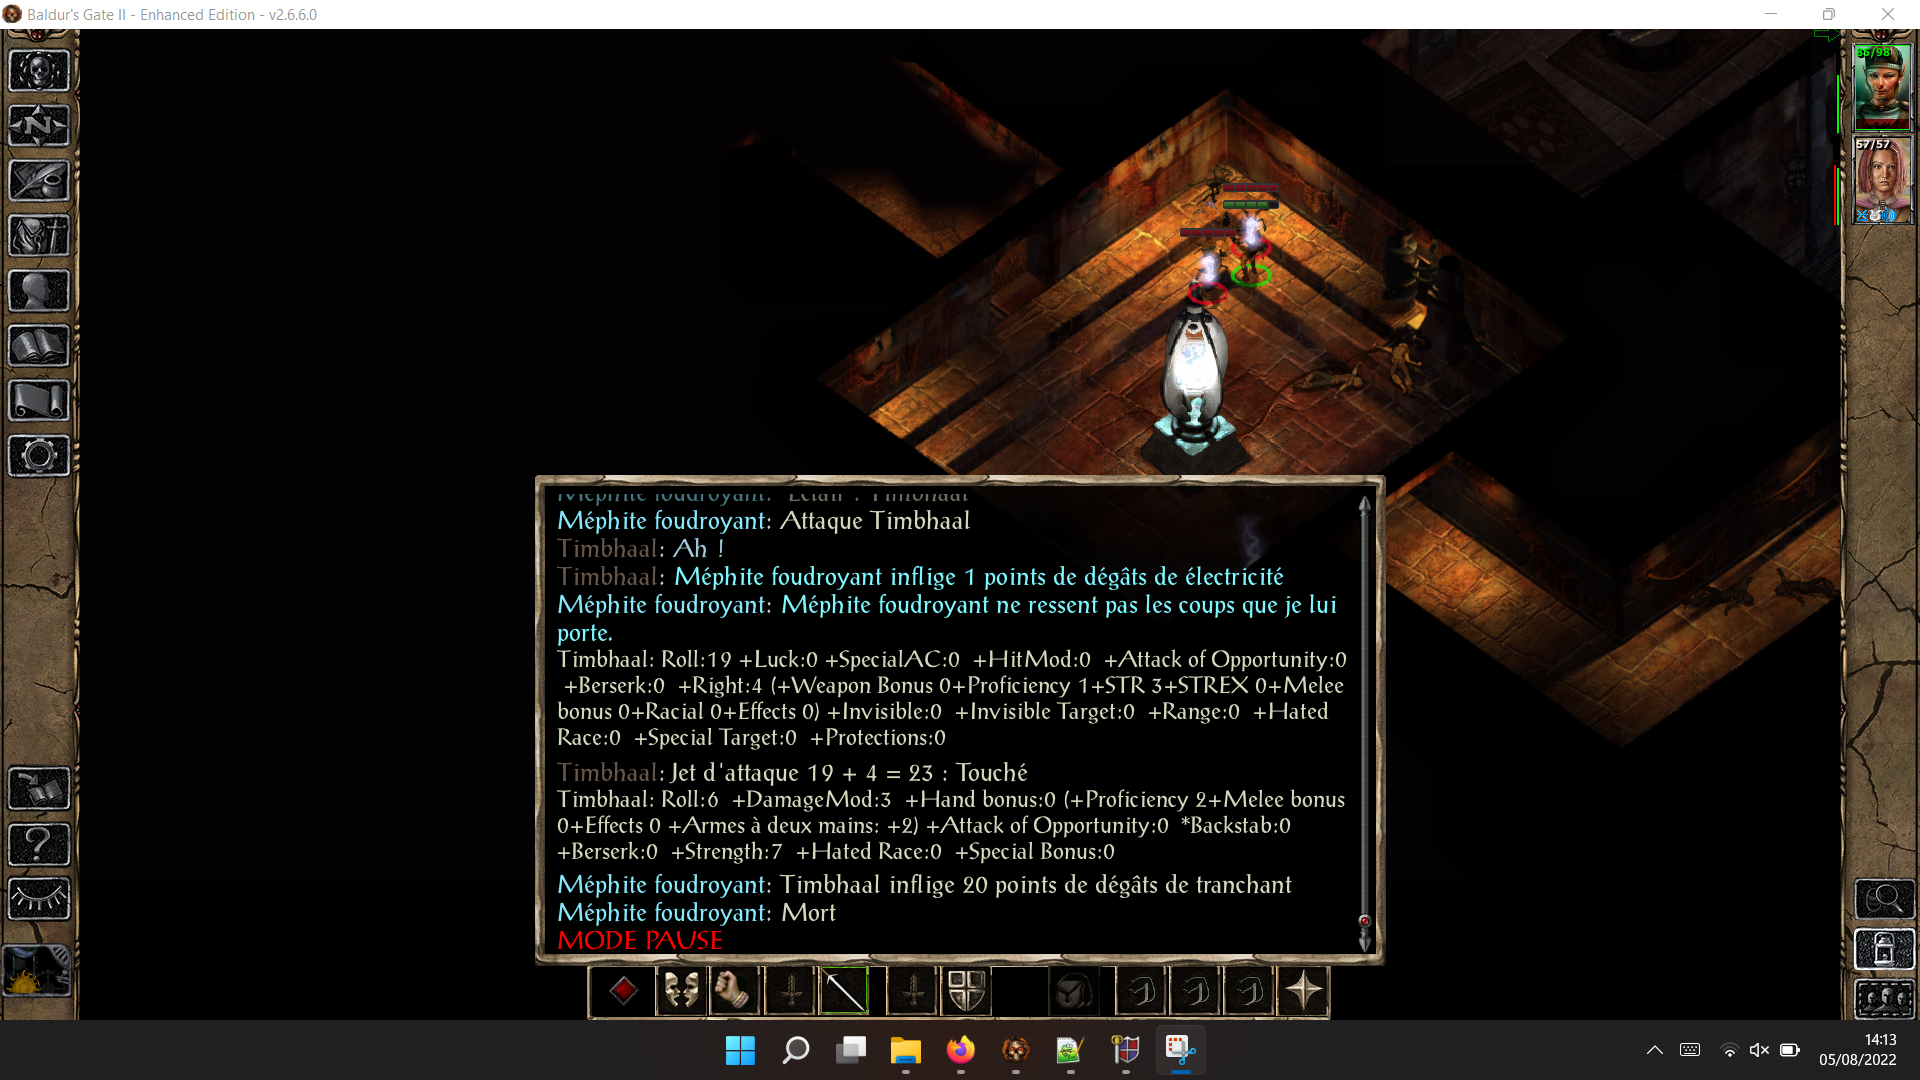 Baldur's Gate II - Enhanced Edition - v2.6.6.0
86/98
57/57
N
Méphite foudroyant: Eclair : Timbhaal
Méphite foudroyant: Attaque Timbhaal
Timbhaal: Ah !
Timbhaal: Méphite foudroyant inflige 1 points de dégâts de électricité
Méphite foudroyant: Méphite foudroyant ne ressent pas les coups que je lui
porte.
Timbhaal: Roll:19 +Luck:0 +SpecialAC:0 +HitMod:0 +Attack of Opportunity:0
+Berserk:0 +Right:4 (+Weapon Bonus 0+Proficiency 1+STR 3+STREX 0+Melee
bonus 0+Racial 0+Effects 0) +Invisible:0 +Invisible Target:0 +Range:0 +Hated
Race:0 +Special Target:0 +Protections:0
Timbhaal: Jet d'attaque 19 + 4 = 23 : Touché
Timbhaal: Roll:6 +DamageMod:3 +Hand bonus:0 (+Proficiency 2+Melee bonus
0+Effects 0 +Armes à deux mains: +2) +Attack of Opportunity:0 *Backstab:0
+Berserk:0 +Strength:7 +Hated Race:0 +Special Bonus:0
Méphite foudroyant: Timbhaal inflige 20 points de dégâts de tranchant
Méphite foudroyant: Mort
MODE PAUSE
?
14:13
05/08/2022